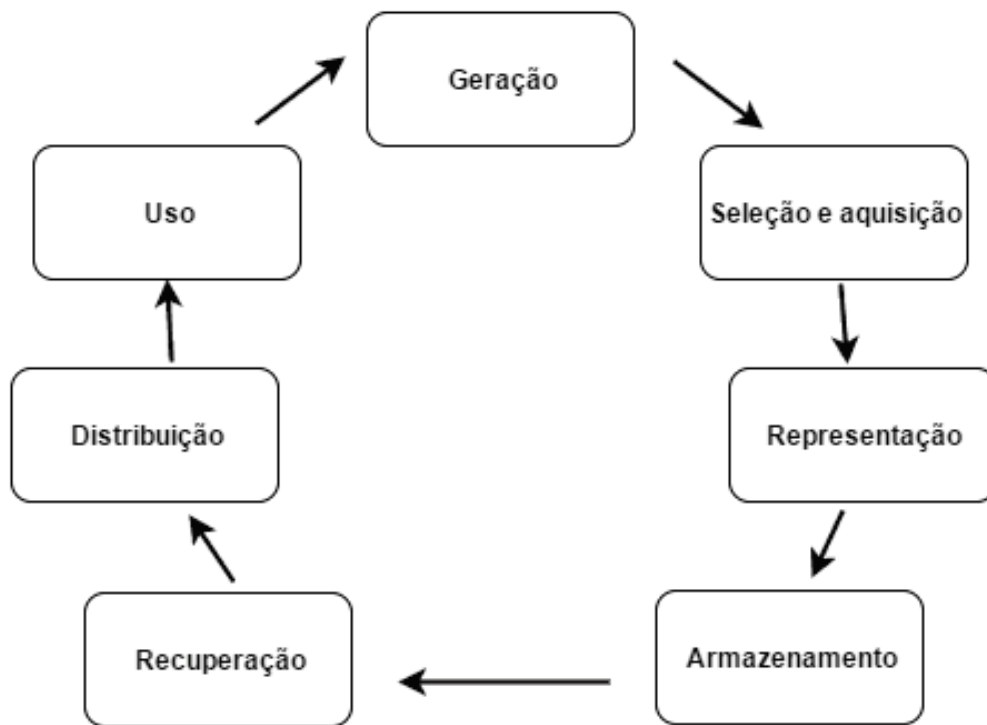 Geração
Seleção e aquisição
Representação
Armazenamento
Recuperação
Distribuição
Uso